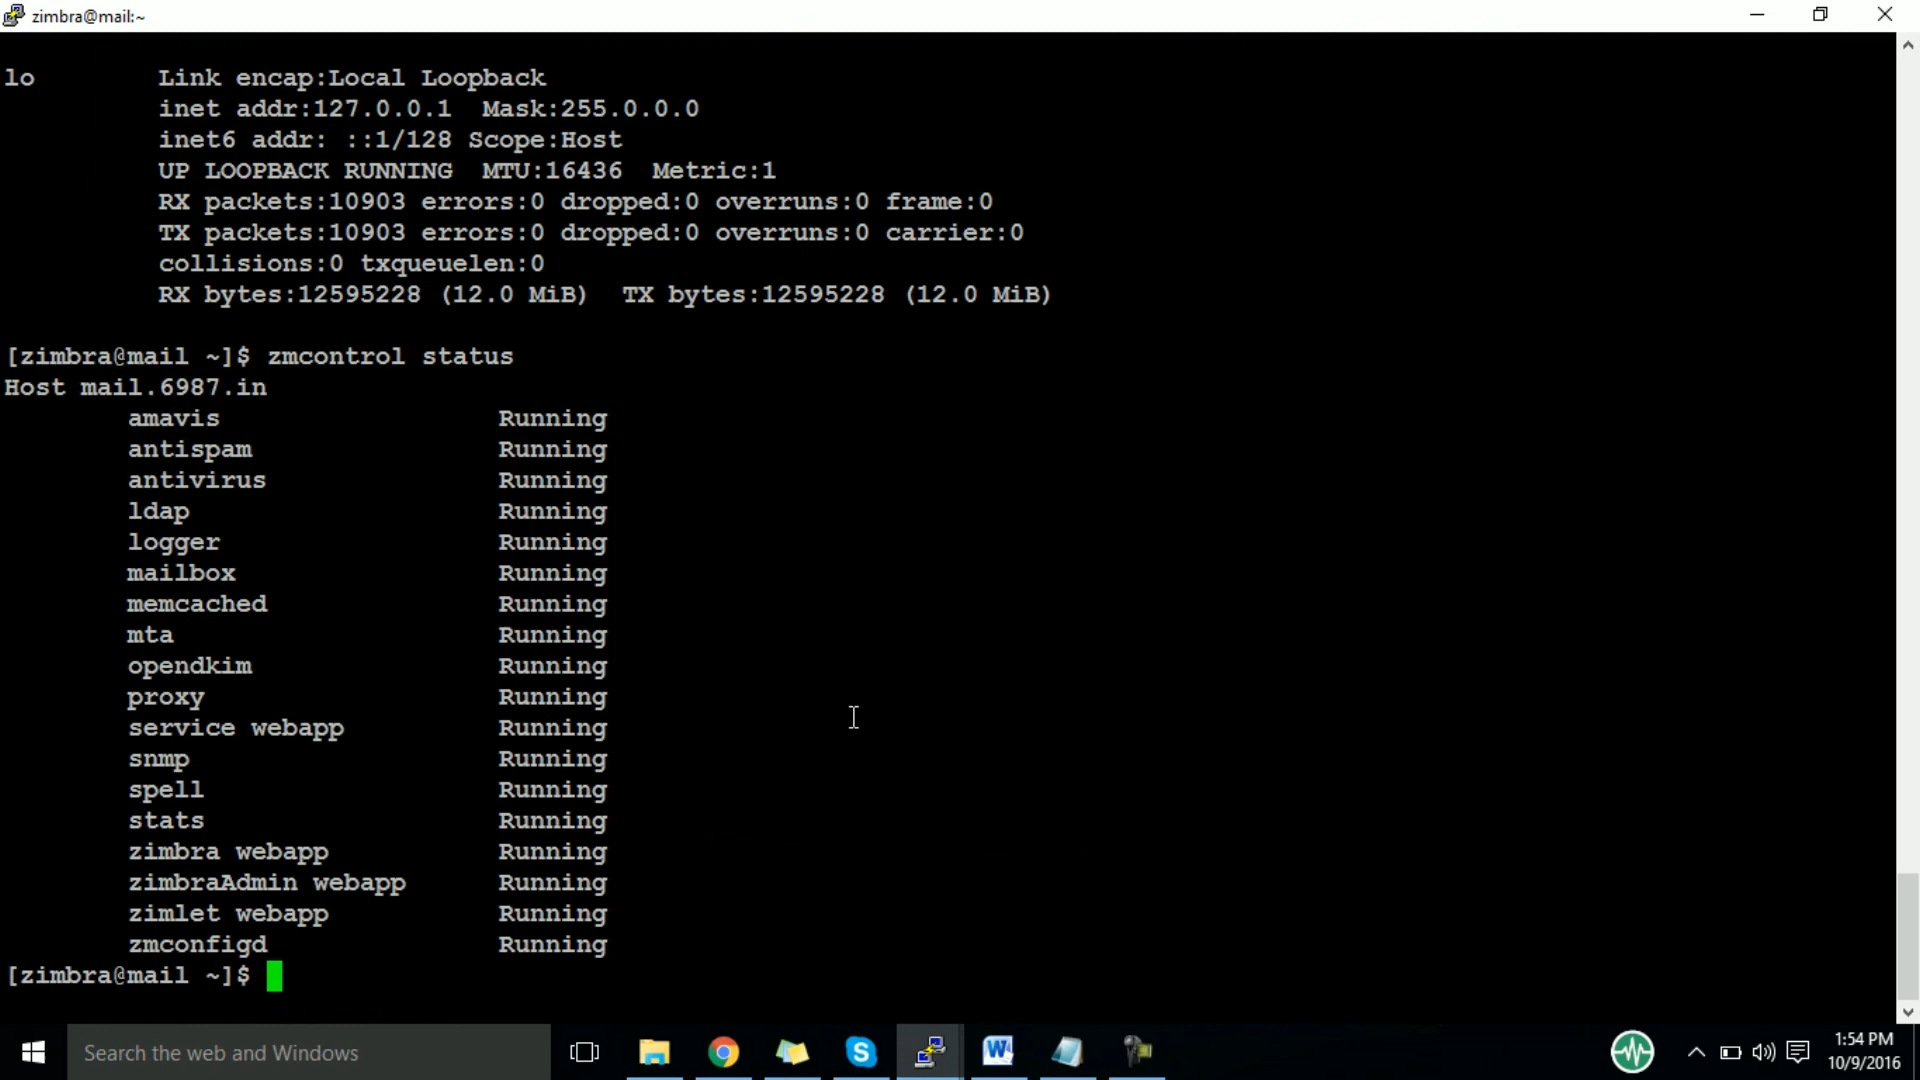 zimbra@mail:~
lo Link encap:Local Loopback
inet addr:127.0.0.1 Mask:255.0.0.0
inet6 addr: ::1/128 Scope:Host
UP LOOPBACK RUNNING MTU:16436 Metric:1
RX packets:10903 errors:0 dropped:0 overruns:0 frame:0
TX packets:10903 errors:0 dropped:0 overruns:0 carrier:0
collisions:0 txqueuelen:0
RX bytes:12595228 (12.0 MiB) TX bytes:12595228 (12.0 MiB)
[zimbra@mail ~]$ zmcontrol status
Host mail.6987.in
amavis Running
antispam Running
antivirus Running
ldap Running
logger Running
mailbox Running
memcached Running
mta Running
opendkim Running
proxy Running
service webapp Running
snmp Running
spell Running
stats Running
zimbra webapp Running
zimbraAdmin webapp Running
zimlet webapp Running
zmconfigd Running
[zimbra@mail ~]$
Search the web and Windows
1:54 PM
10/9/2016